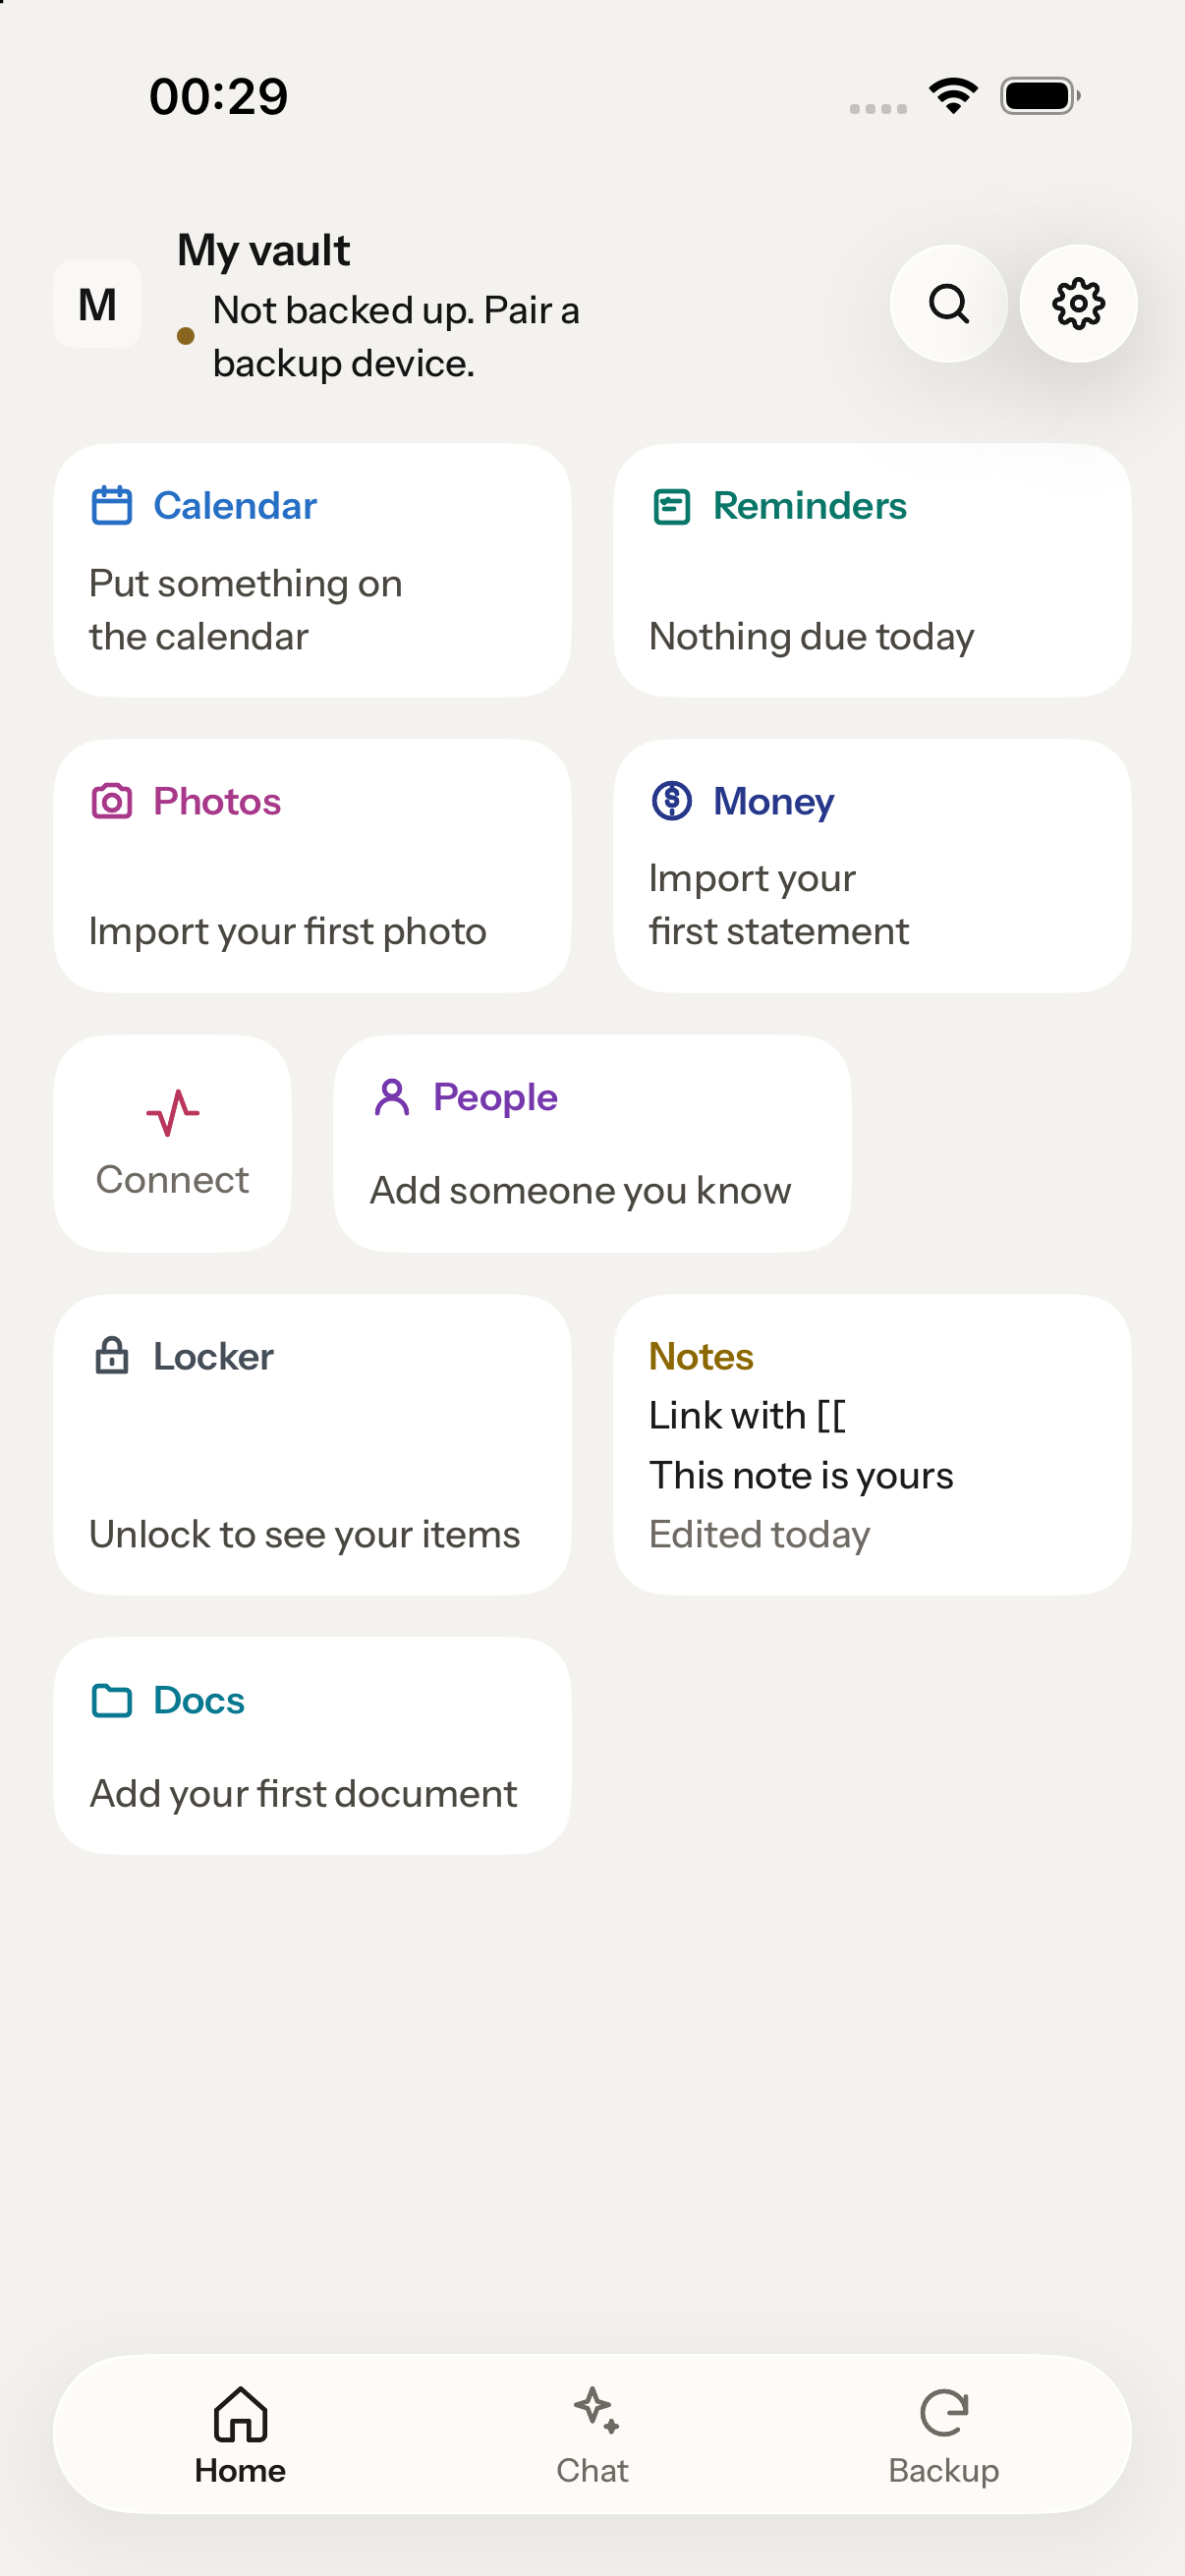 00:29
M
My vault
Not backed up. Pair a
backup device.
Calendar
Put something on
the calendar
Reminders
Nothing due today
Photos
Import your first photo
Money
Import your
first statement
Connect
People
Add someone you know
Locker
Unlock to see your items
Notes
Link with [[
This note is yours
Edited today
Docs
Add your first document
Home
Chat
Backup